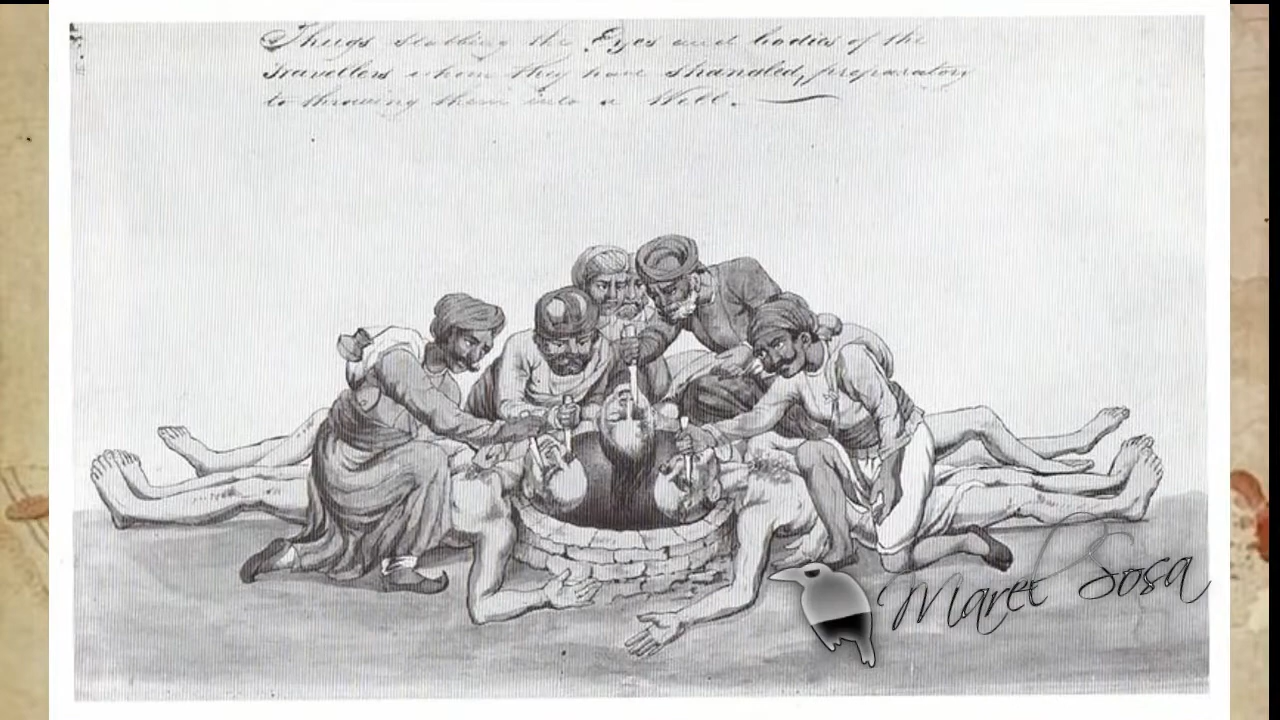 Thugs stabbing the Eyes and bodies of the
Travellers whom they have strangled, preparatory
to throwing them into a Well.
Maret Sosa